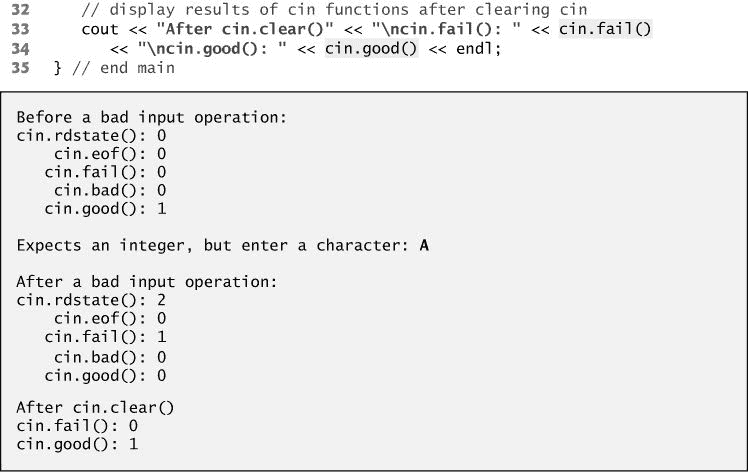 32 // display results of cin functions after clearing cin
33 cout << "After cin.clear()" << "\ncin.fail(): " << cin.fail()
34 << "\ncin.good(): " << cin.good() << endl;
35 } // end main
Before a bad input operation:
cin.rdstate(): 0
cin.eof(): 0
cin.fail(): 0
cin.bad(): 0
cin.good(): 1
Expects an integer, but enter a character: A
After a bad input operation:
cin.rdstate(): 2
cin.eof(): 0
cin.fail(): 1
cin.bad(): 0
cin.good(): 0
After cin.clear()
cin.fail(): 0
cin.good(): 1